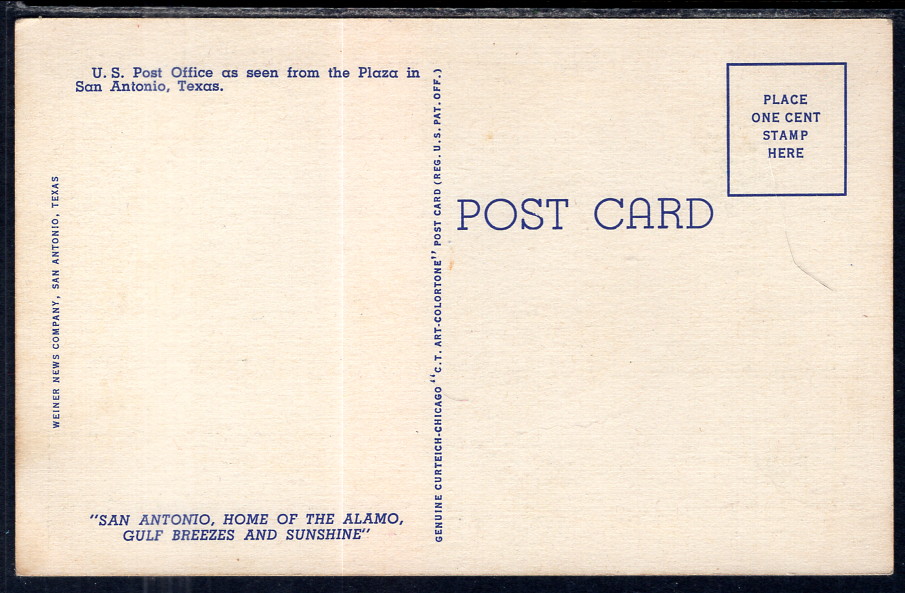 U. S. Post Office as seen from the Plaza in
San Antonio, Texas.
WEINER NEWS COMPANY, SAN ANTONIO, TEXAS
"SAN ANTONIO, HOME OF THE ALAMO,
GULF BREEZES AND SUNSHINE"
GENUINE CURTEICH-CHICAGO "C.T. ART-COLORTONE" POST CARD (REG. U.S. PAT. OFF.)
POST CARD
PLACE
ONE CENT
STAMP
HERE